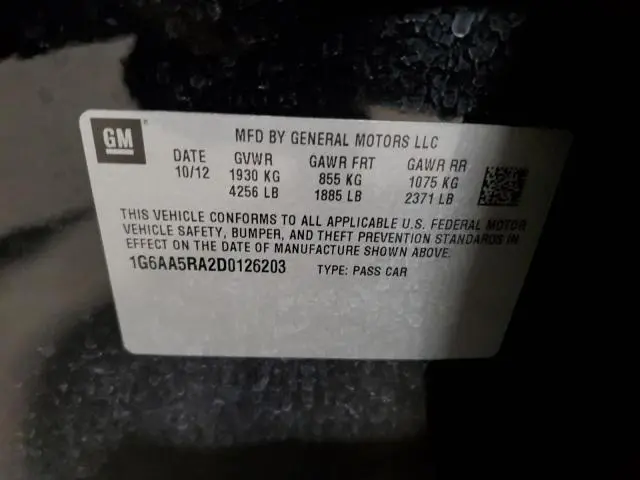 GM
MFD BY GENERAL MOTORS LLC
DATE GVWR GAWR FRT GAWR RR
10/12 1930 KG 855 KG 1075 KG
4256 LB 1885 LB 2371 LB
THIS VEHICLE CONFORMS TO ALL APPLICABLE U.S. FEDERAL MOTOR
VEHICLE SAFETY, BUMPER, AND THEFT PREVENTION STANDARDS IN
EFFECT ON THE DATE OF MANUFACTURE SHOWN ABOVE.
1G6AA5RA2D0126203 TYPE: PASS CAR